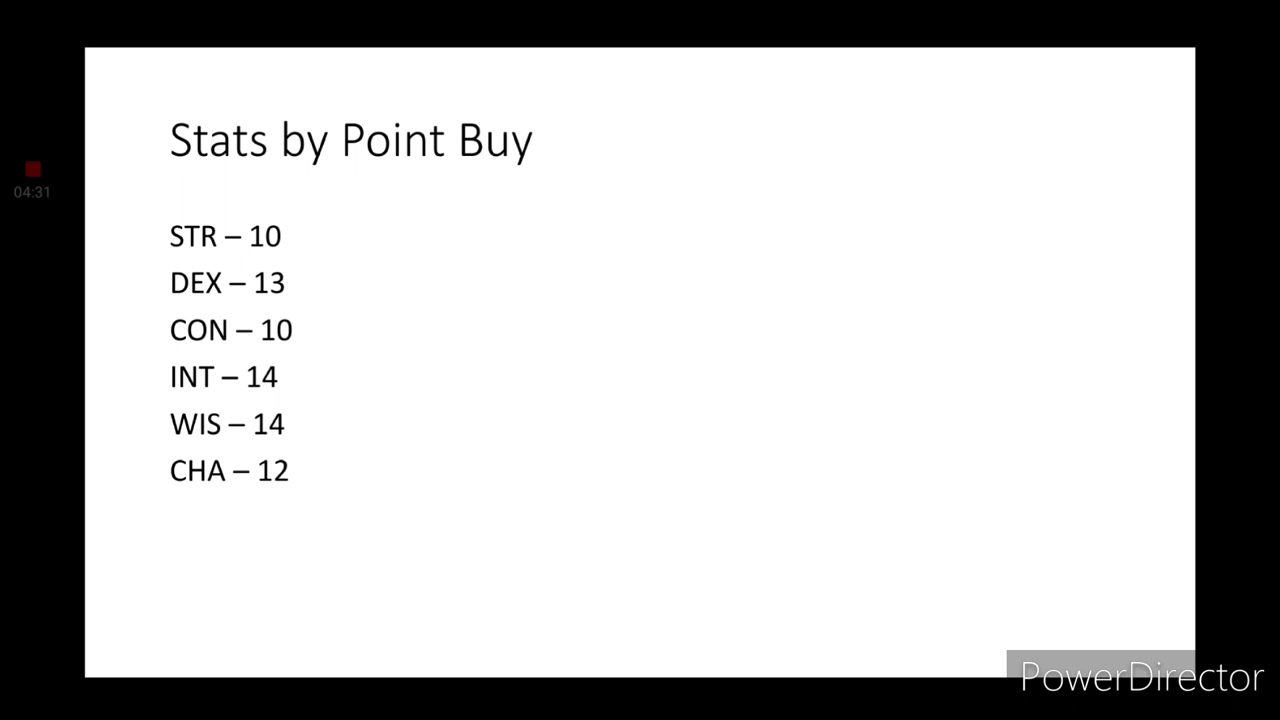 Stats by Point Buy
04:31
STR – 10
DEX – 13
CON – 10
INT – 14
WIS – 14
CHA – 12
PowerDirector